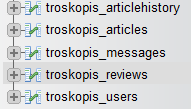 troskopis_articlehistory
troskopis_articles
troskopis_messages
troskopis_reviews
troskopis_users